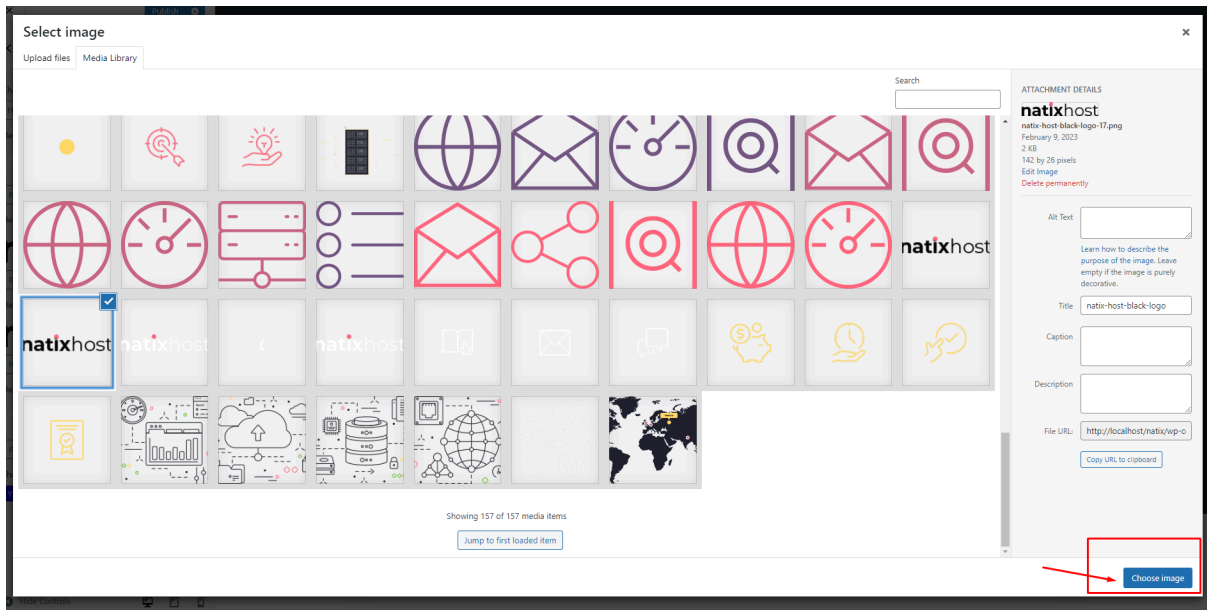 Publish
Select image
Upload files Media Library
Search
natixhost
natixhost
natixhost
natixhost
Showing 157 of 157 media items
Jump to first loaded item
ATTACHMENT DETAILS
natixhost
natix-host-black-logo-17.png
February 9, 2023
2 KB
142 by 26 pixels
Edit Image
Delete permanently
Alt Text
Learn how to describe the
purpose of the image. Leave
empty if the image is purely
decorative.
Title natix-host-black-logo
Caption
Description
File URL: http://localhost/natix/wp-c
Copy URL to clipboard
Choose image
Hide Controls